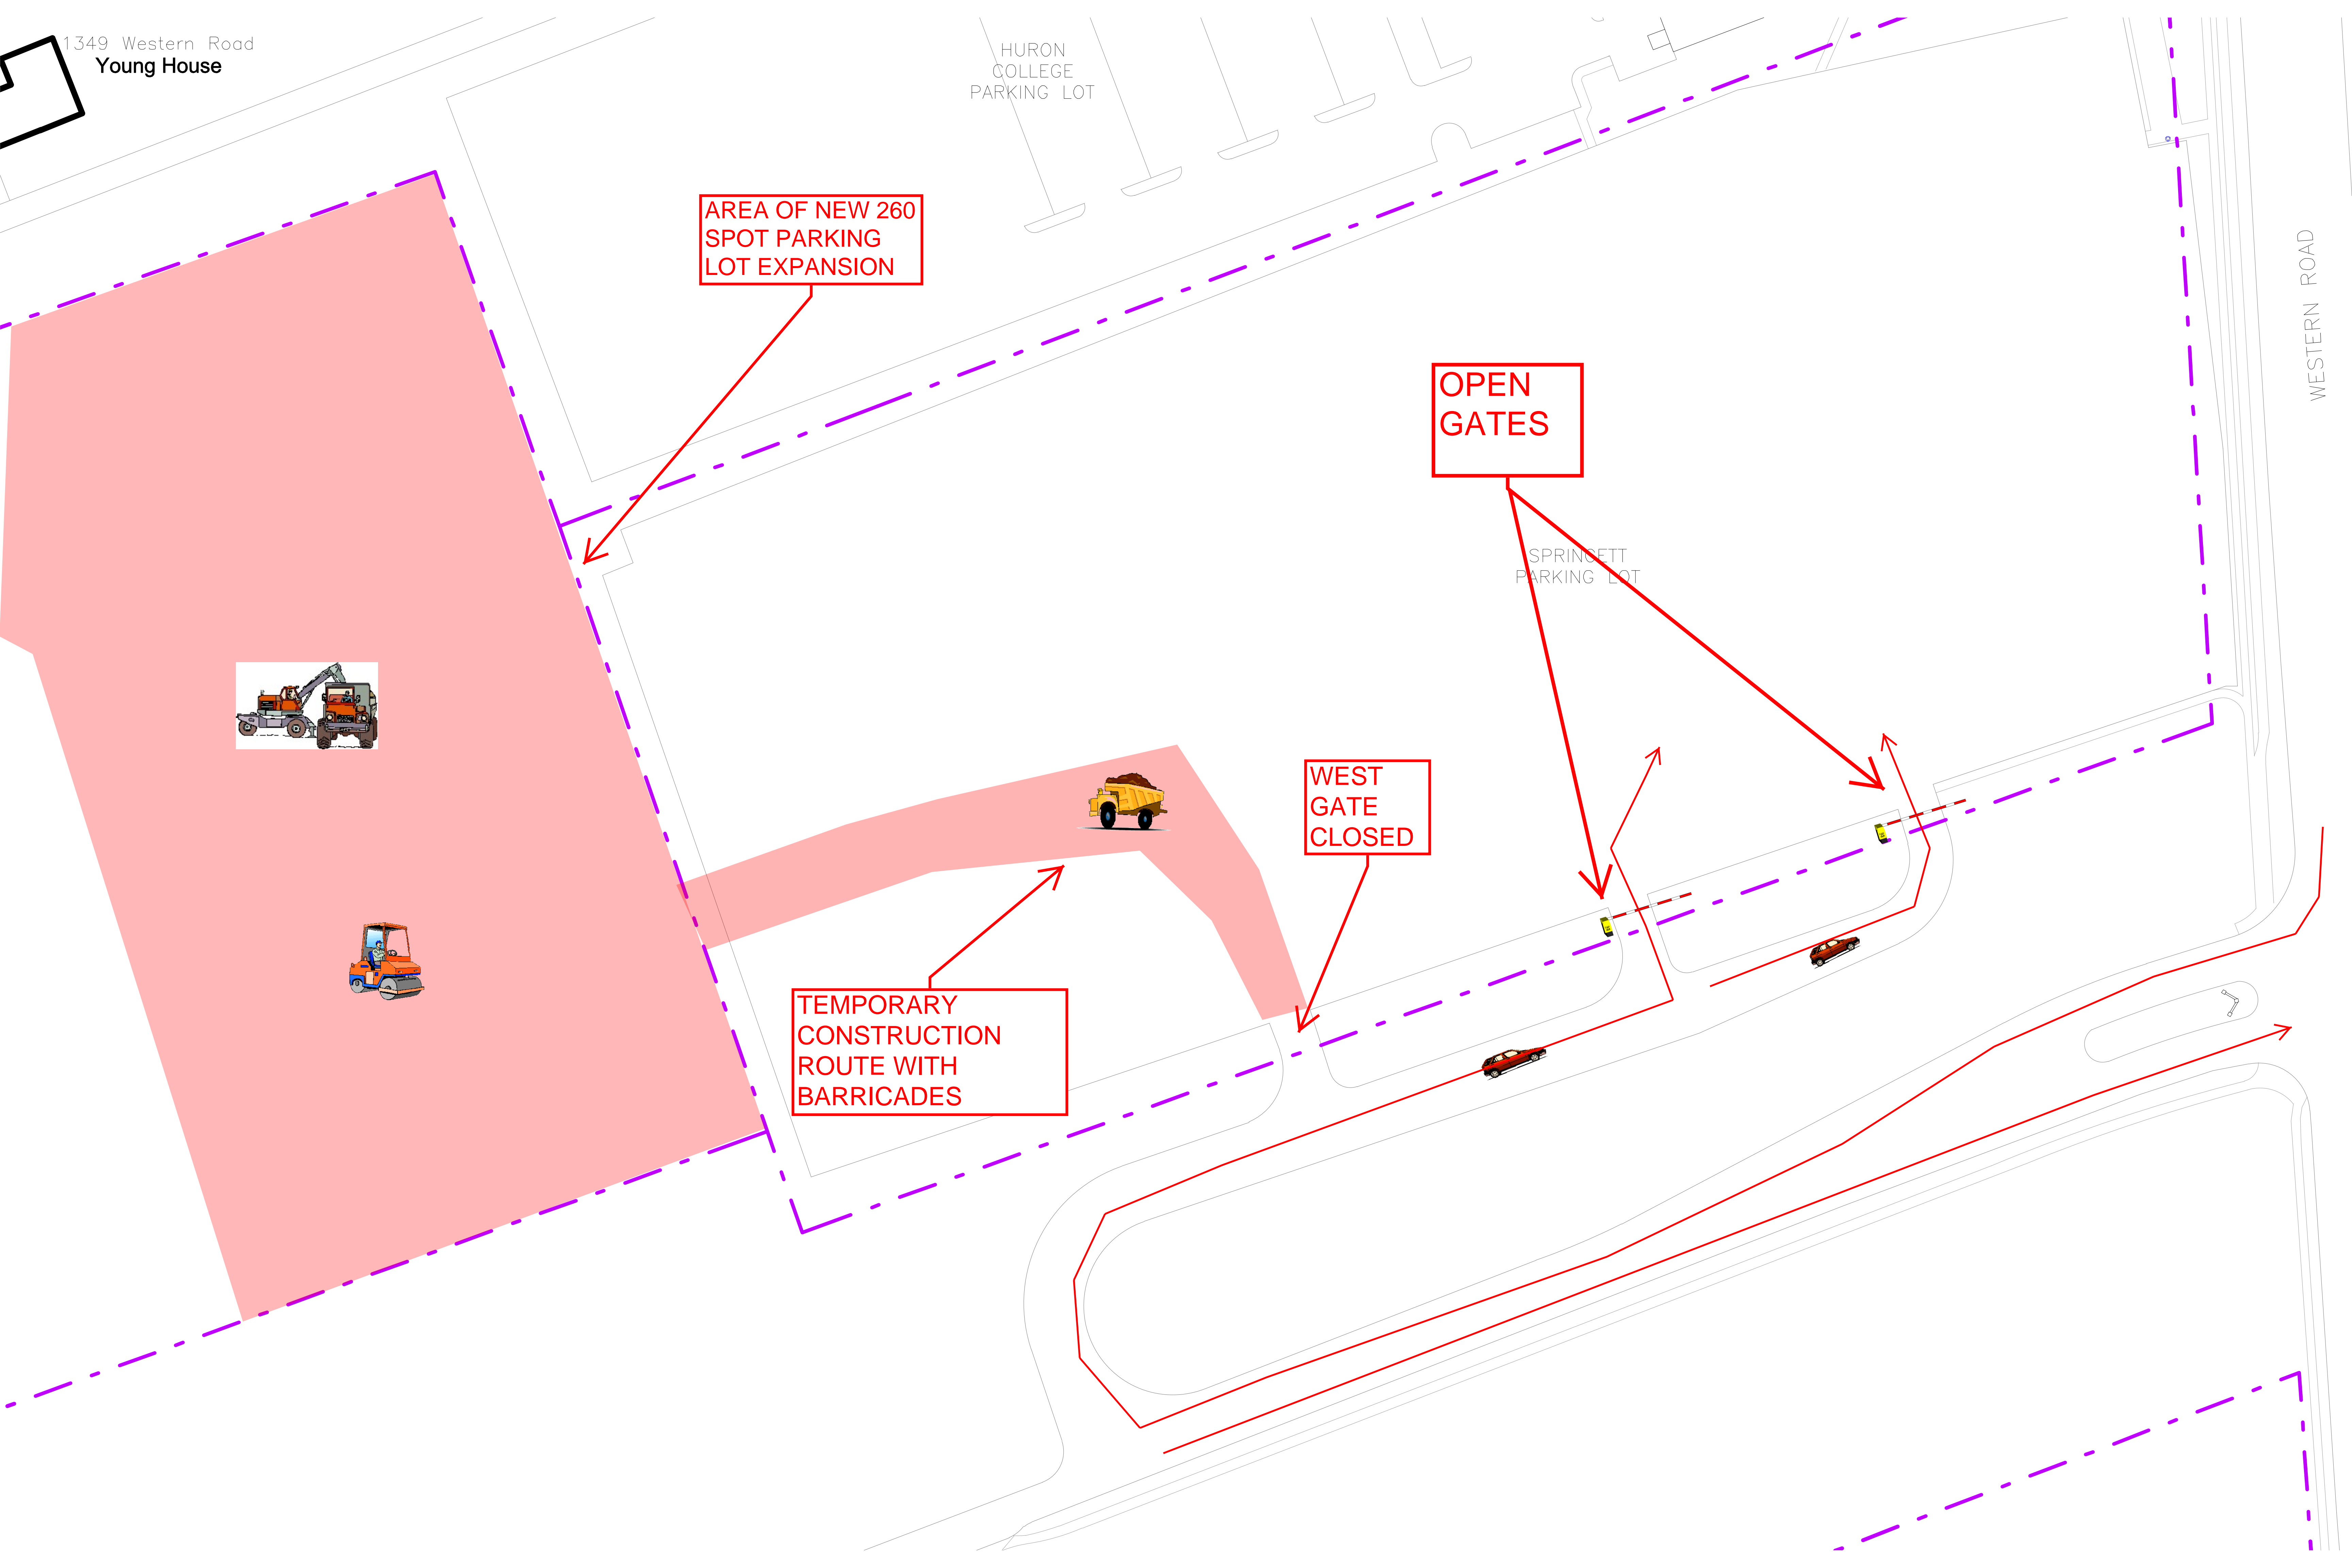 1349 Western Road
Young House
HURON
COLLEGE
PARKING LOT
AREA OF NEW 260
SPOT PARKING
LOT EXPANSION
WESTERN ROAD
OPEN
GATES
SPRINGETT
PARKING LOT
WEST
GATE
CLOSED
TEMPORARY
CONSTRUCTION
ROUTE WITH
BARRICADES